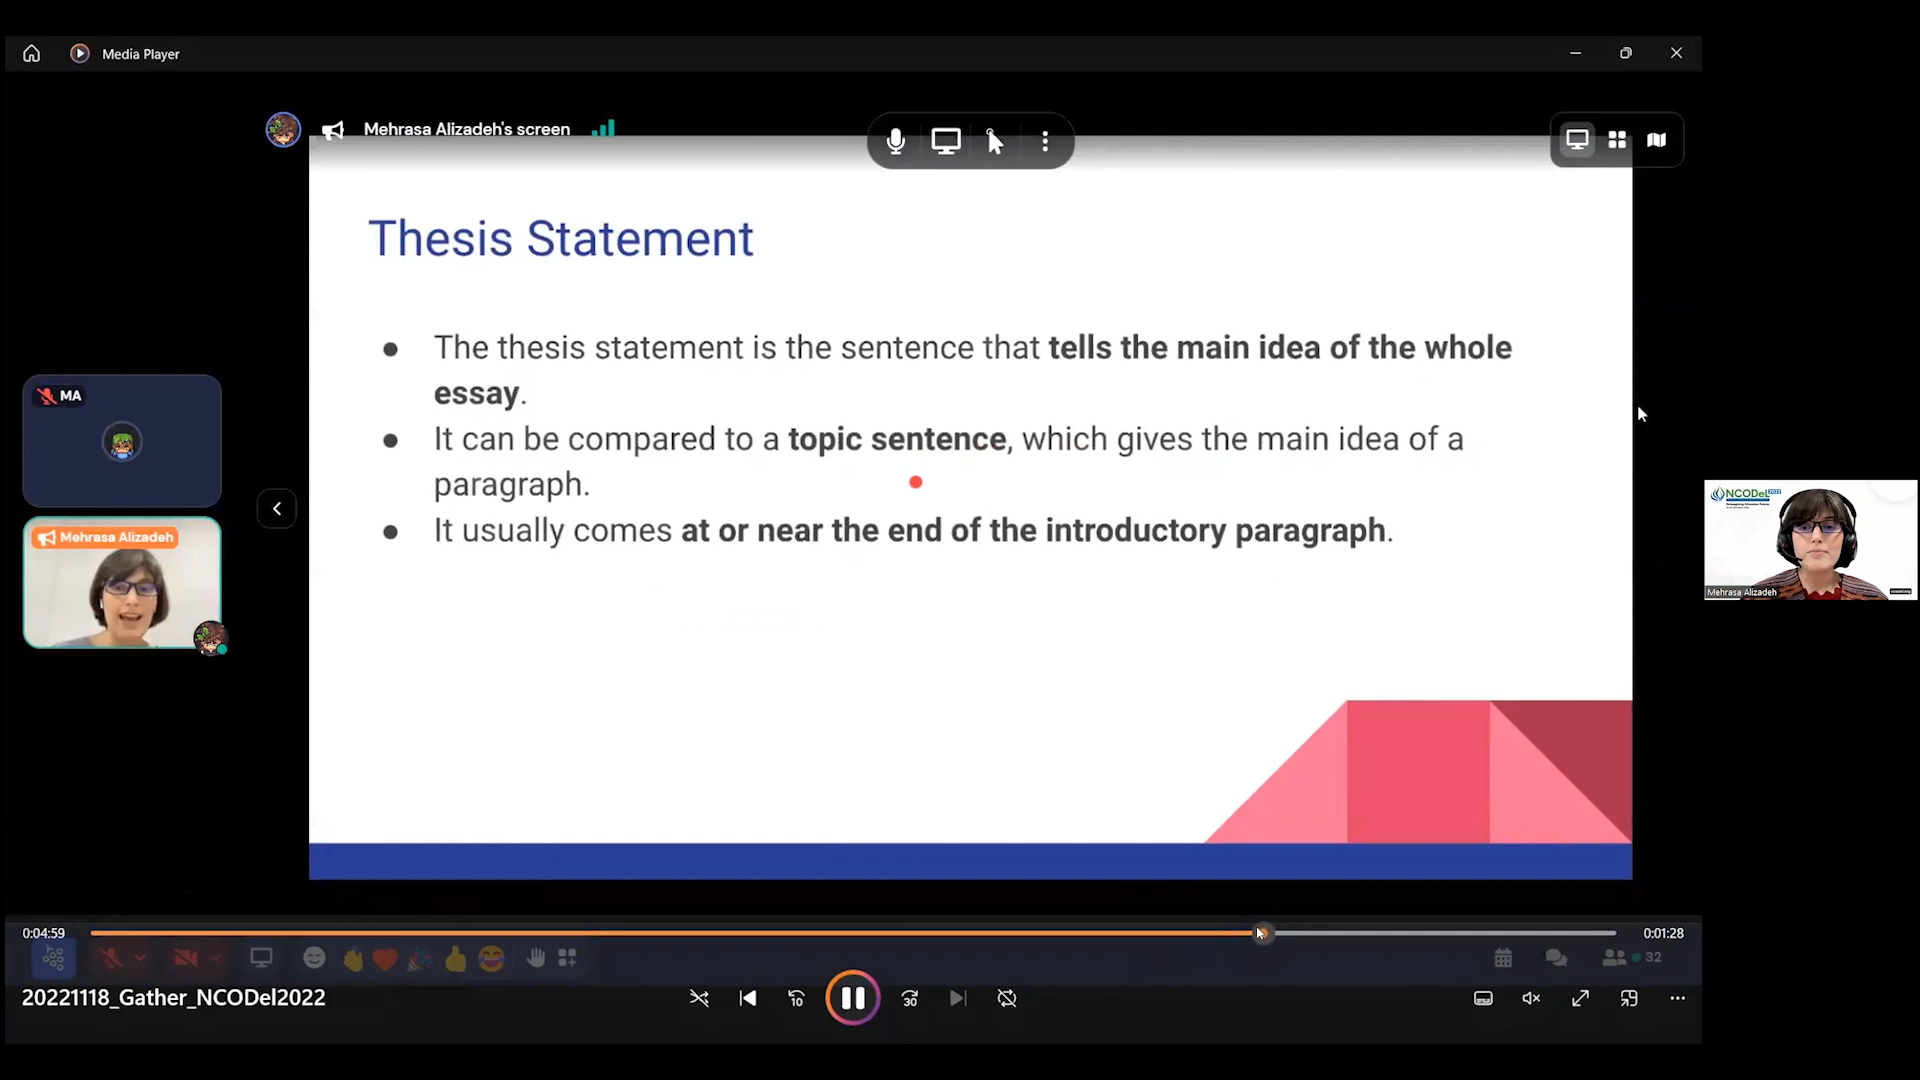 Media Player
Mehrasa Alizadeh's screen
Thesis Statement
● The thesis statement is the sentence that tells the main idea of the whole
essay.
● It can be compared to a topic sentence, which gives the main idea of a
paragraph.
● It usually comes at or near the end of the introductory paragraph.
MA
Mehrasa Alizadeh
NCODeL 2022
Mehrasa Alizadeh
0:04:59
0:01:28
32
20221118_Gather_NCODel2022
10
30